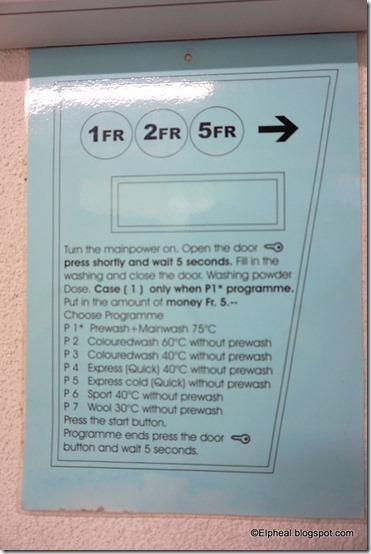 1FR 2FR 5FR
Turn the mainpower on. Open the door
press shortly and wait 5 seconds. Fill in the
washing and close the door. Washing powder
Dose. Case ( 1 ) only when P1* programme.
Put in the amount of money Fr. 5.--
Choose Programme
P 1* Prewash+Mainwash 75°C
P 2 Colouredwash 60°C without prewash
P 3 Colouredwash 40°C without prewash
P 4 Express (Quick) 40°C without prewash
P 5 Express cold (Quick) without prewash
P 6 Sport 40°C without prewash
P 7 Wool 30°C without prewash
Press the start button.
Programme ends press the door
button and wait 5 seconds.
©Elpheal.blogspot.com